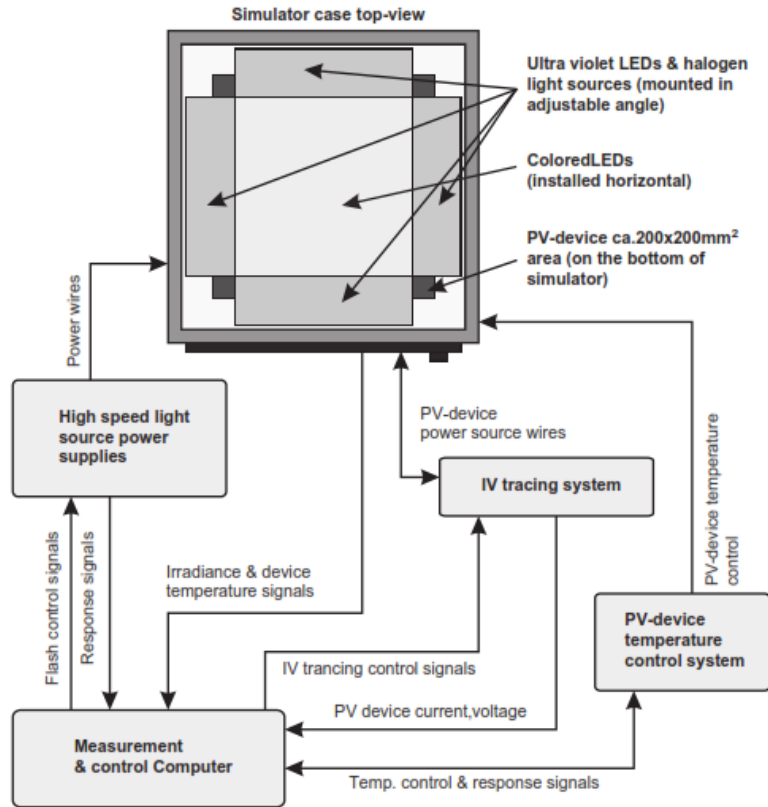 Simulator case top-view
Ultra violet LEDs & halogen
light sources (mounted in
adjustable angle)
ColoredLEDs
(installed horizontal)
PV-device ca.200x200mm²
area (on the bottom of
simulator)
Power wires
High speed light
source power
supplies
PV-device
power source wires
IV tracing system
PV-device temperature
control
Flash control signals
Response signals
Irradiance & device
temperature signals
PV-device
temperature
control system
IV trancing control signals
PV device current,voltage
Measurement
& control Computer
Temp. control & response signals